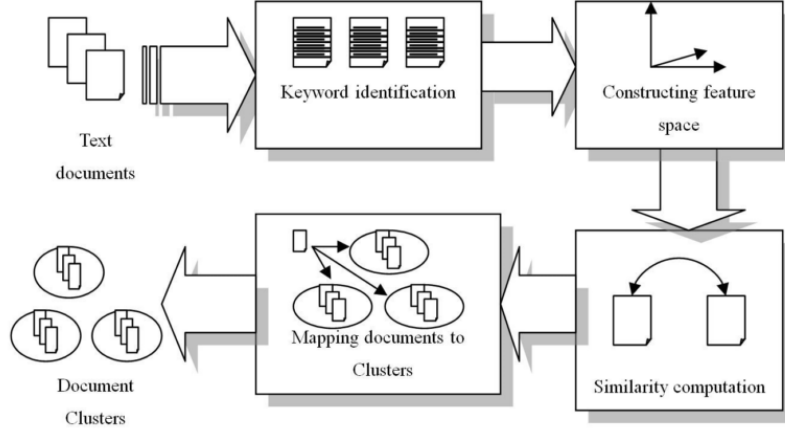 Text
documents
Keyword identification
Constructing feature
space
Similarity computation
Mapping documents to
Clusters
Document
Clusters